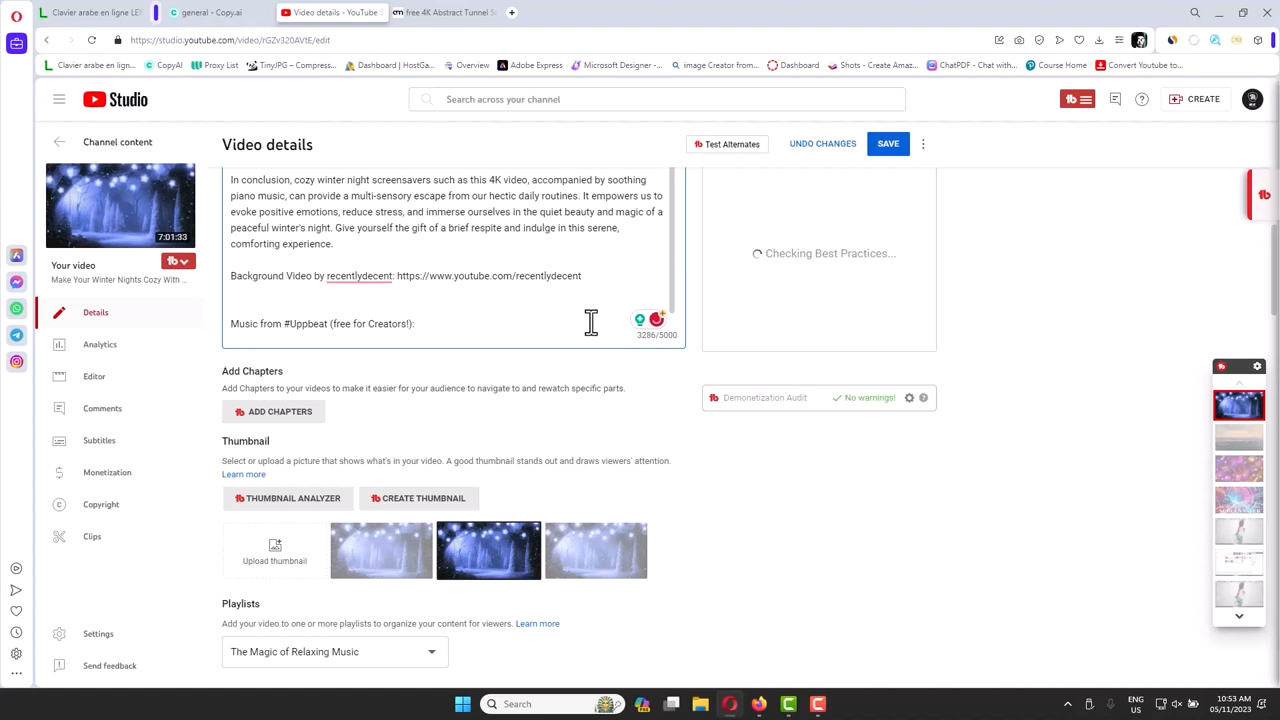 Clavier arabe en ligne LEX
general - Copy.ai
Video details - YouTube S
free 4K Abstract Tunnel Sc
https://studio.youtube.com/video/rGZv320AVtE/edit
Clavier arabe en lign...
CopyAI
Proxy List
TinyJPG – Compress...
Dashboard | HostGa...
Overview
Adobe Express
Microsoft Designer -...
image Creator from...
Dashboard
Shots - Create Amaz...
ChatPDF - Chat with...
Course Home
Convert Youtube to...
Studio
Search across your channel
CREATE
Channel content
Video details
Test Alternates
UNDO CHANGES
SAVE
7:01:33
Your video
Make Your Winter Nights Cozy With ...
Details
Analytics
Editor
Comments
Subtitles
Monetization
Copyright
Clips
Settings
Send feedback
In conclusion, cozy winter night screensavers such as this 4K video, accompanied by soothing
piano music, can provide a multi-sensory escape from our hectic daily routines. It empowers us to
evoke positive emotions, reduce stress, and immerse ourselves in the quiet beauty and magic of a
peaceful winter's night. Give yourself the gift of a brief respite and indulge in this serene,
comforting experience.
Background Video by recentlydecent: https://www.youtube.com/recentlydecent
Music from #Uppbeat (free for Creators!):
3286/5000
Checking Best Practices...
Demonetization Audit
No warnings!
Add Chapters
Add Chapters to your videos to make it easier for your audience to navigate to and rewatch specific parts.
ADD CHAPTERS
Thumbnail
Select or upload a picture that shows what's in your video. A good thumbnail stands out and draws viewers' attention.
Learn more
THUMBNAIL ANALYZER
CREATE THUMBNAIL
Upload thumbnail
Playlists
Add your video to one or more playlists to organize your content for viewers. Learn more
The Magic of Relaxing Music
Search
ENG
US
10:53 AM
05/11/2023